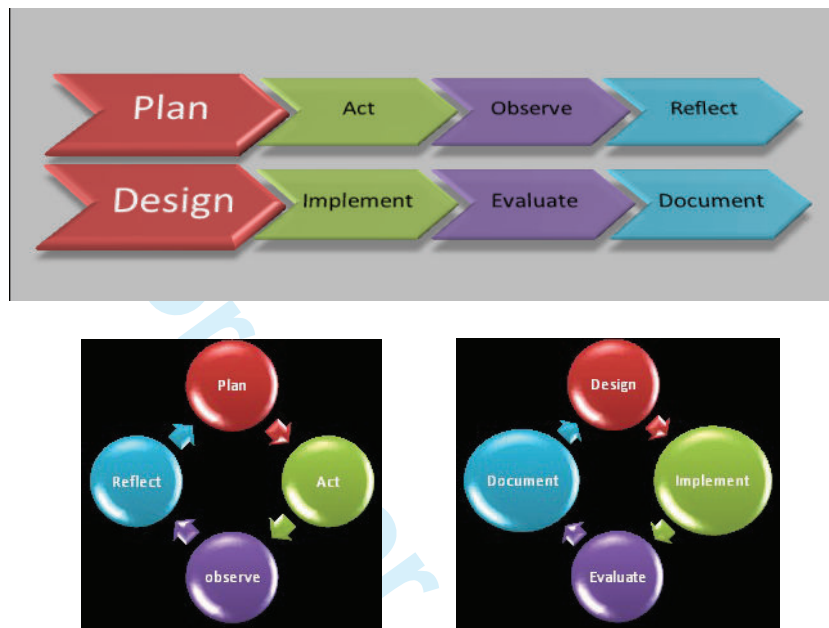 Plan Act Observe Reflect
Design Implement Evaluate Document
Plan
Reflect Act
observe
Design
Document Implement
Evaluate